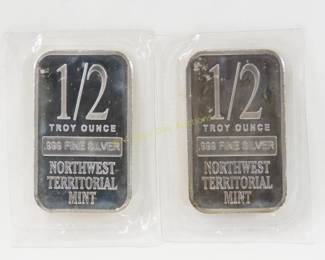 1/2
TROY OUNCE
.999 FINE SILVER
NORTHWEST
TERRITORIAL
MINT
1/2
TROY OUNCE
.999 FINE SILVER
NORTHWEST
TERRITORIAL
MINT